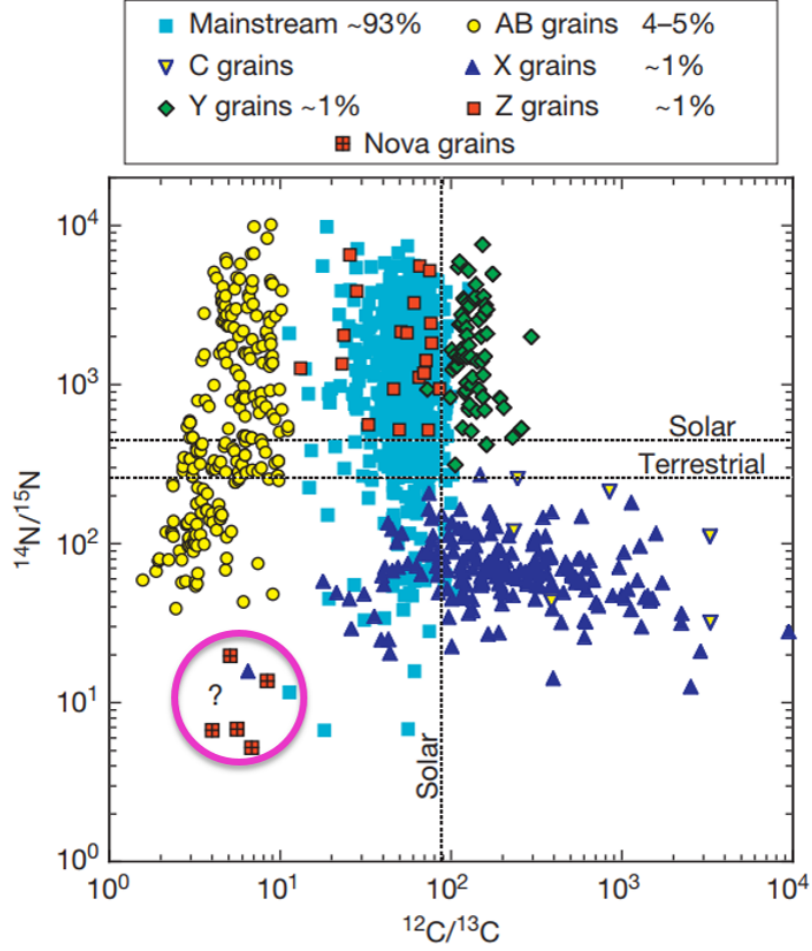 Mainstream ~93% AB grains 4–5%
C grains X grains ~1%
Y grains ~1% Z grains ~1%
Nova grains
10⁴
10³
Solar
Terrestrial
10²
?
10¹
Solar
10⁰
¹⁴N/¹⁵N
10⁰ 10¹ 10² 10³ 10⁴
¹²C/¹³C